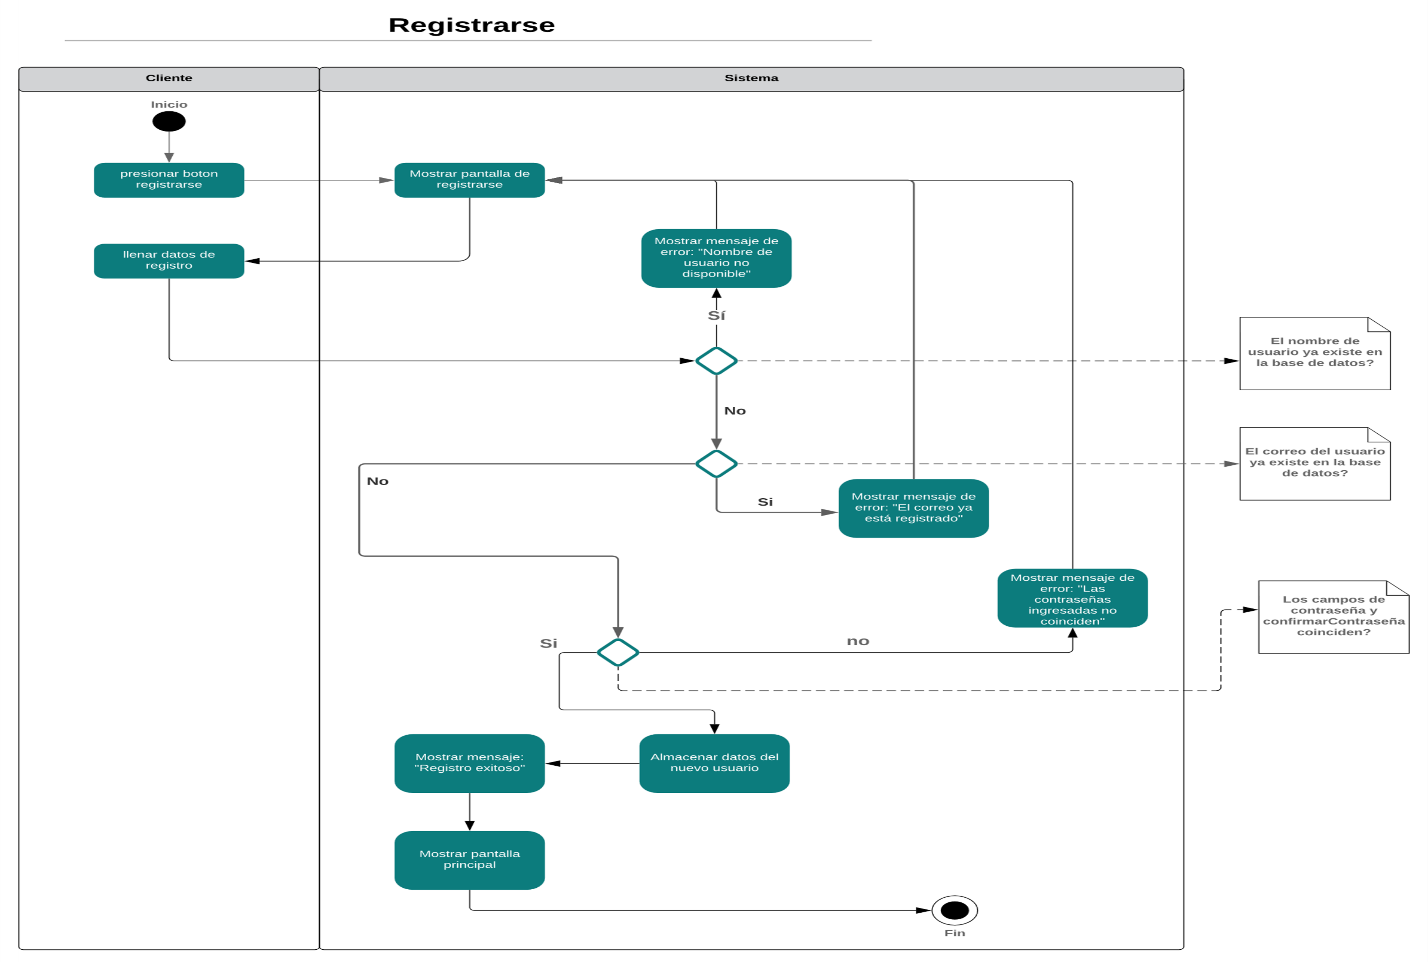 Registrarse
Cliente
Sistema
Inicio
presionar boton
registrarse
Mostrar pantalla de
registrarse
llenar datos de
registro
Mostrar mensaje de
error: "Nombre de
usuario no
disponible"
Sí
El nombre de
usuario ya existe en
la base de datos?
No
El correo del usuario
ya existe en la base
de datos?
No
Si
Mostrar mensaje de
error: "El correo ya
está registrado"
Mostrar mensaje de
error: "Las
contraseñas
ingresadas no
coinciden"
Los campos de
contraseña y
confirmarContraseña
coinciden?
Si
no
Mostrar mensaje:
"Registro exitoso"
Almacenar datos del
nuevo usuario
Mostrar pantalla
principal
Fin